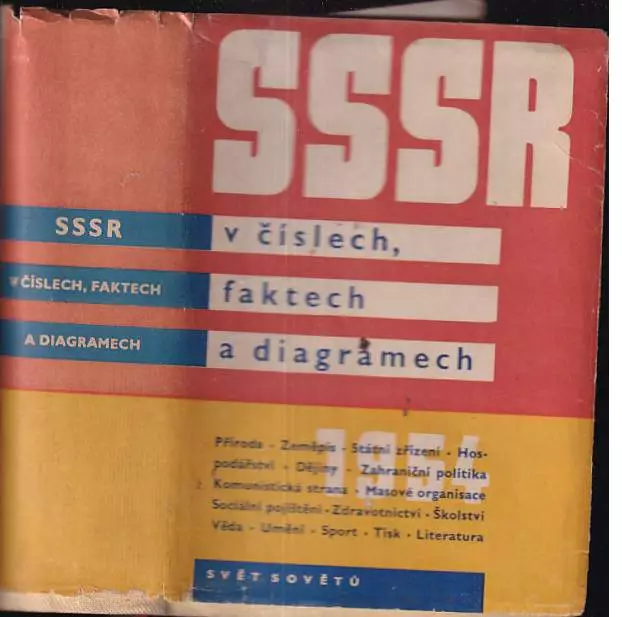 SSSR
v číslech,
faktech
a diagramech
1954
Příroda · Zeměpis · Státní zřízení · Hos-
podářství · Dějiny · Zahraniční politika
Komunistická strana · Masové organisace
Sociální pojištění · Zdravotnictví · Školství
Věda · Umění · Sport · Tisk · Literatura
SVĚT SOVĚTŮ
SSSR
V ČÍSLECH, FAKTECH
A DIAGRAMECH